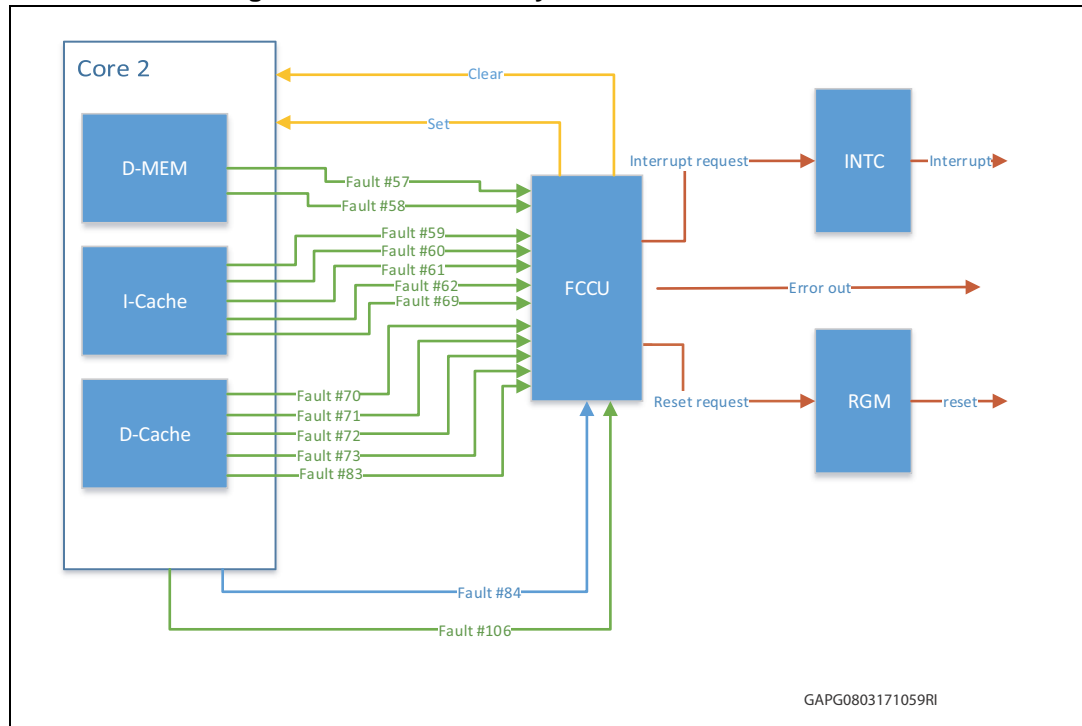 Core 2
Clear
Set
D-MEM
Interrupt request
INTC
Interrupt
Fault #57
Fault #58
Fault #59
Fault #60
Fault #61
Fault #62
Fault #69
I-Cache
FCCU
Error out
Fault #70
Fault #71
Fault #72
Fault #73
Fault #83
D-Cache
Reset request
RGM
reset
Fault #84
Fault #106
GAPG0803171059RI